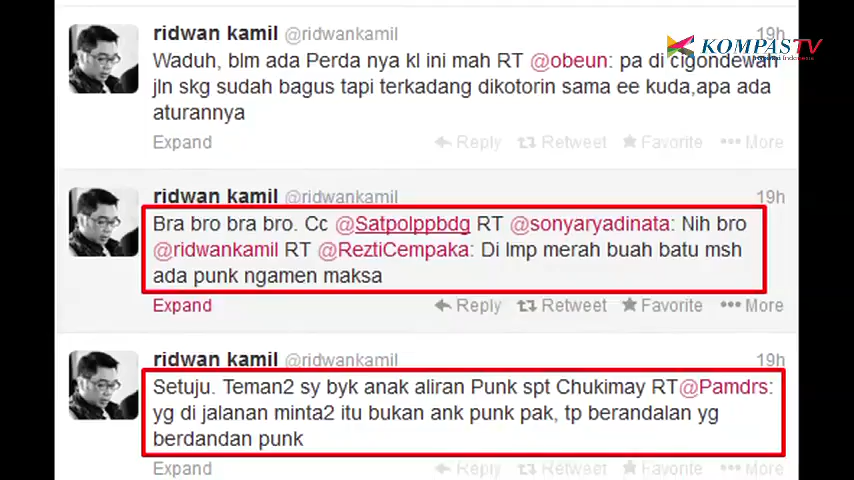 ridwan kamil @ridwankamil 19h
KOMPASTV
Waduh, blm ada Perda nya kl ini mah RT @obeun: pa di cigondewah
jln skg sudah bagus tapi terkadang dikotorin sama ee kuda,apa ada
aturannya
Expand Reply Retweet Favorite More
ridwan kamil @ridwankamil 19h
Bra bro bra bro. Cc @Satpolppbdg RT @sonyaryadinata: Nih bro
@ridwankamil RT @ReztiCempaka: Di lmp merah buah batu msh
ada punk ngamen maksa
Expand Reply Retweet Favorite More
ridwan kamil @ridwankamil 19h
Setuju. Teman2 sy byk anak aliran Punk spt Chukimay RT@Pamdrs:
yg di jalanan minta2 itu bukan ank punk pak, tp berandalan yg
berdandan punk
Expand Reply Retweet Favorite More